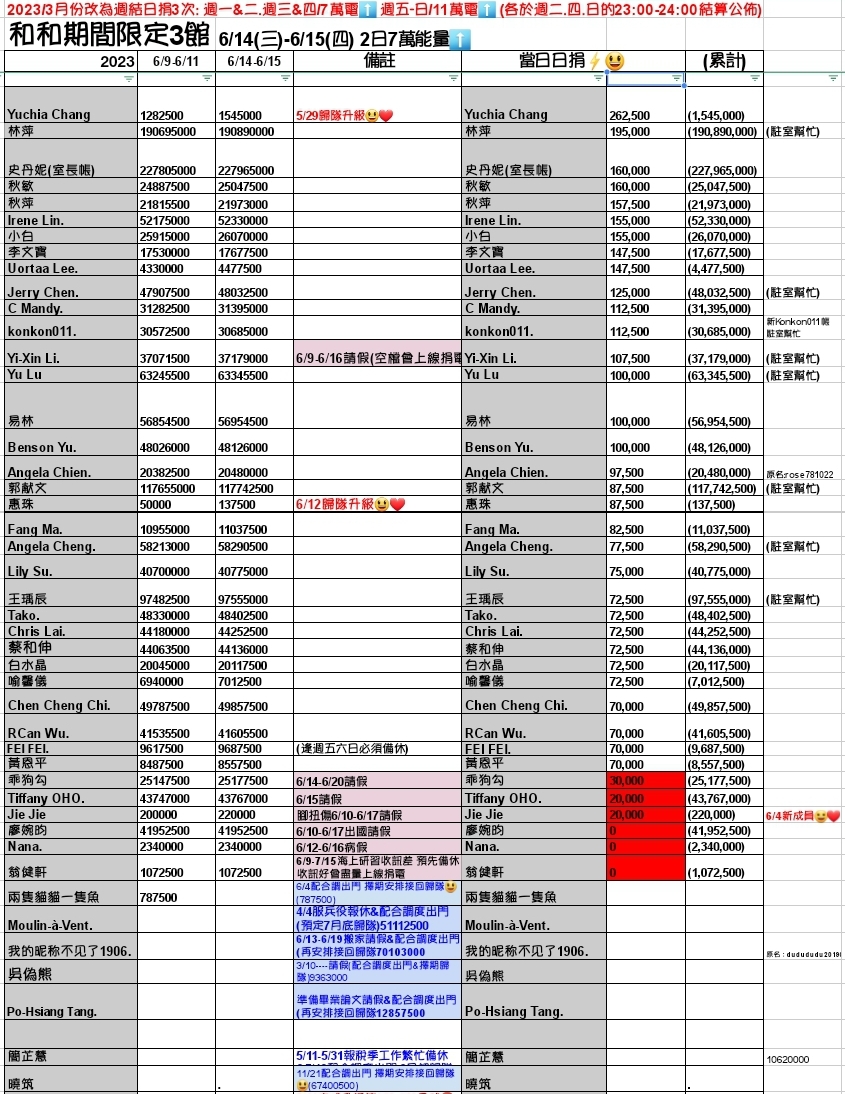 2023/3月份改為週結日捐3次: 週一&二.週三&四/7萬電⬆️ 週五-日/11萬電⬆️ (各於週二.四.日的23:00-24:00結算公佈)
和和期間限定3館 6/14(三)-6/15(四) 2日7萬能量⬆️
2023 6/9-6/11 6/14-6/15 備註 當日日捐⚡😃 (累計)
Yuchia Chang 1282500 1545000 5/29歸隊升級😃❤️ Yuchia Chang 262,500 (1,545,000)
林萍 190695000 190890000 林萍 195,000 (190,890,000) (駐室幫忙)
史丹妮(室長帳) 227805000 227965000 史丹妮(室長帳) 160,000 (227,965,000)
秋敏 24887500 25047500 秋敏 160,000 (25,047,500)
秋萍 21815500 21973000 秋萍 157,500 (21,973,000)
Irene Lin. 52175000 52330000 Irene Lin. 155,000 (52,330,000)
小白 25915000 26070000 小白 155,000 (26,070,000)
李文寶 17530000 17677500 李文寶 147,500 (17,677,500)
Uortaa Lee. 4330000 4477500 Uortaa Lee. 147,500 (4,477,500)
Jerry Chen. 47907500 48032500 Jerry Chen. 125,000 (48,032,500) (駐室幫忙)
C Mandy. 31282500 31395000 C Mandy. 112,500 (31,395,000)
konkon011. 30572500 30685000 konkon011. 112,500 (30,685,000) 新Konkon011帳
駐室幫忙
Yi-Xin Li. 37071500 37179000 6/9-6/16請假(空檔會上線捐電 Yi-Xin Li. 107,500 (37,179,000) (駐室幫忙)
Yu Lu 63245500 63345500 Yu Lu 100,000 (63,345,500) (駐室幫忙)
易林 56854500 56954500 易林 100,000 (56,954,500)
Benson Yu. 48026000 48126000 Benson Yu. 100,000 (48,126,000)
Angela Chien. 20382500 20480000 Angela Chien. 97,500 (20,480,000) 原名:rose781022
郭献文 117655000 117742500 郭献文 87,500 (117,742,500) (駐室幫忙)
惠珠 50000 137500 6/12歸隊升級😃❤️ 惠珠 87,500 (137,500)
Fang Ma. 10955000 11037500 Fang Ma. 82,500 (11,037,500)
Angela Cheng. 58213000 58290500 Angela Cheng. 77,500 (58,290,500) (駐室幫忙)
Lily Su. 40700000 40775000 Lily Su. 75,000 (40,775,000)
王瑀辰 97482500 97555000 王瑀辰 72,500 (97,555,000) (駐室幫忙)
Tako. 48330000 48402500 Tako. 72,500 (48,402,500)
Chris Lai. 44180000 44252500 Chris Lai. 72,500 (44,252,500)
蔡和伸 44063500 44136000 蔡和伸 72,500 (44,136,000)
白水晶 20045000 20117500 白水晶 72,500 (20,117,500)
喻馨儀 6940000 7012500 喻馨儀 72,500 (7,012,500)
Chen Cheng Chi. 49787500 49857500 Chen Cheng Chi. 70,000 (49,857,500)
RCan Wu. 41535500 41605500 RCan Wu. 70,000 (41,605,500)
FEI FEI. 9617500 9687500 (逢週五六日必須備休) FEI FEI. 70,000 (9,687,500)
黃恩平 8487500 8557500 黃恩平 70,000 (8,557,500)
乖狗勾 25147500 25177500 6/14-6/20請假 乖狗勾 30,000 (25,177,500)
Tiffany OHO. 43747000 43767000 6/15請假 Tiffany OHO. 20,000 (43,767,000)
Jie Jie 200000 220000 腳扭傷6/10-6/17請假 Jie Jie 20,000 (220,000) 6/4新成員😆❤️
廖婉昀 41952500 41952500 6/10-6/17出國請假 廖婉昀 0 (41,952,500)
Nana. 2340000 2340000 6/12-6/16病假 Nana. 0 (2,340,000)
翁健軒 1072500 1072500 6/9-7/15海上研習收訊差 預先備休
收訊好會盡量上線捐電 翁健軒 0 (1,072,500)
兩隻貓貓一隻魚 787500 6/4配合調出門 擇期安排接回歸隊😃
(787500) 兩隻貓貓一隻魚
Moulin-à-Vent. 4/4服兵役報休&配合調度出門
(預定7月底歸隊)51112500 Moulin-à-Vent.
我的昵称不见了1906. 6/13-6/19搬家請假&配合調度出門
(再安排接回歸隊70103000 我的昵称不见了1906. 原名:dudududu2019
吳偽熊 3/10----請假(配合調度出門&擇期歸
隊)9363000 吳偽熊
Po-Hsiang Tang. 準備畢業論文請假&配合調度出門
(再安排接回歸隊12857500 Po-Hsiang Tang.
簡芷慧 5/11-5/31報稅季工作繁忙備休 簡芷慧 10620000
曉筑 . 11/21配合調出門 擇期安排接回歸隊
😃(67400500) 曉筑 .